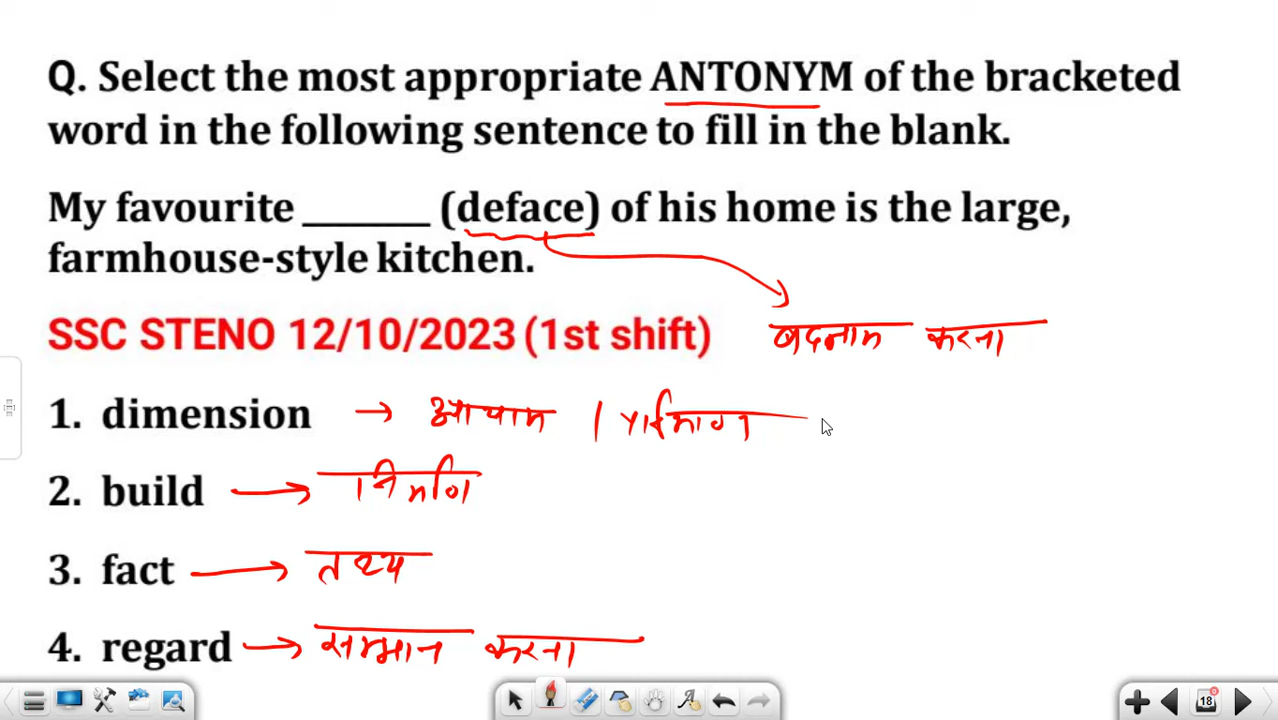 Q. Select the most appropriate ANTONYM of the bracketed
word in the following sentence to fill in the blank.
My favourite _______ (deface) of his home is the large,
farmhouse-style kitchen.
SSC STENO 12/10/2023 (1st shift)
बदनाम करना
1. dimension → आयाम |
2. build → निर्माण
3. fact → तथ्य
4. regard → सम्मान करना
18